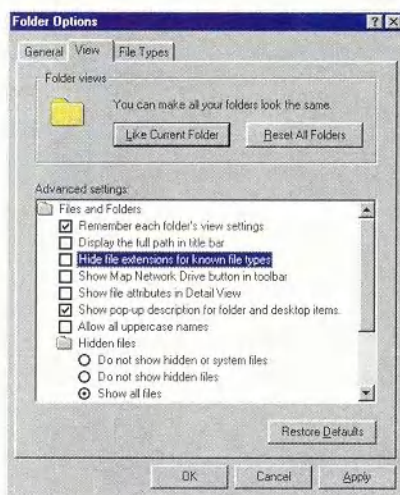 Folder Options
General View File Types
Folder views
You can make all your folders look the same.
Like Current Folder Reset All Folders
Advanced settings:
Files and Folders
Remember each folder's view settings
Display the full path in title bar
Hide file extensions for known file types
Show Map Network Drive button in toolbar
Show file attributes in Detail View
Show pop-up description for folder and desktop items.
Allow all uppercase names
Hidden files
Do not show hidden or system files
Do not show hidden files
Show all files
Restore Defaults
OK Cancel Apply